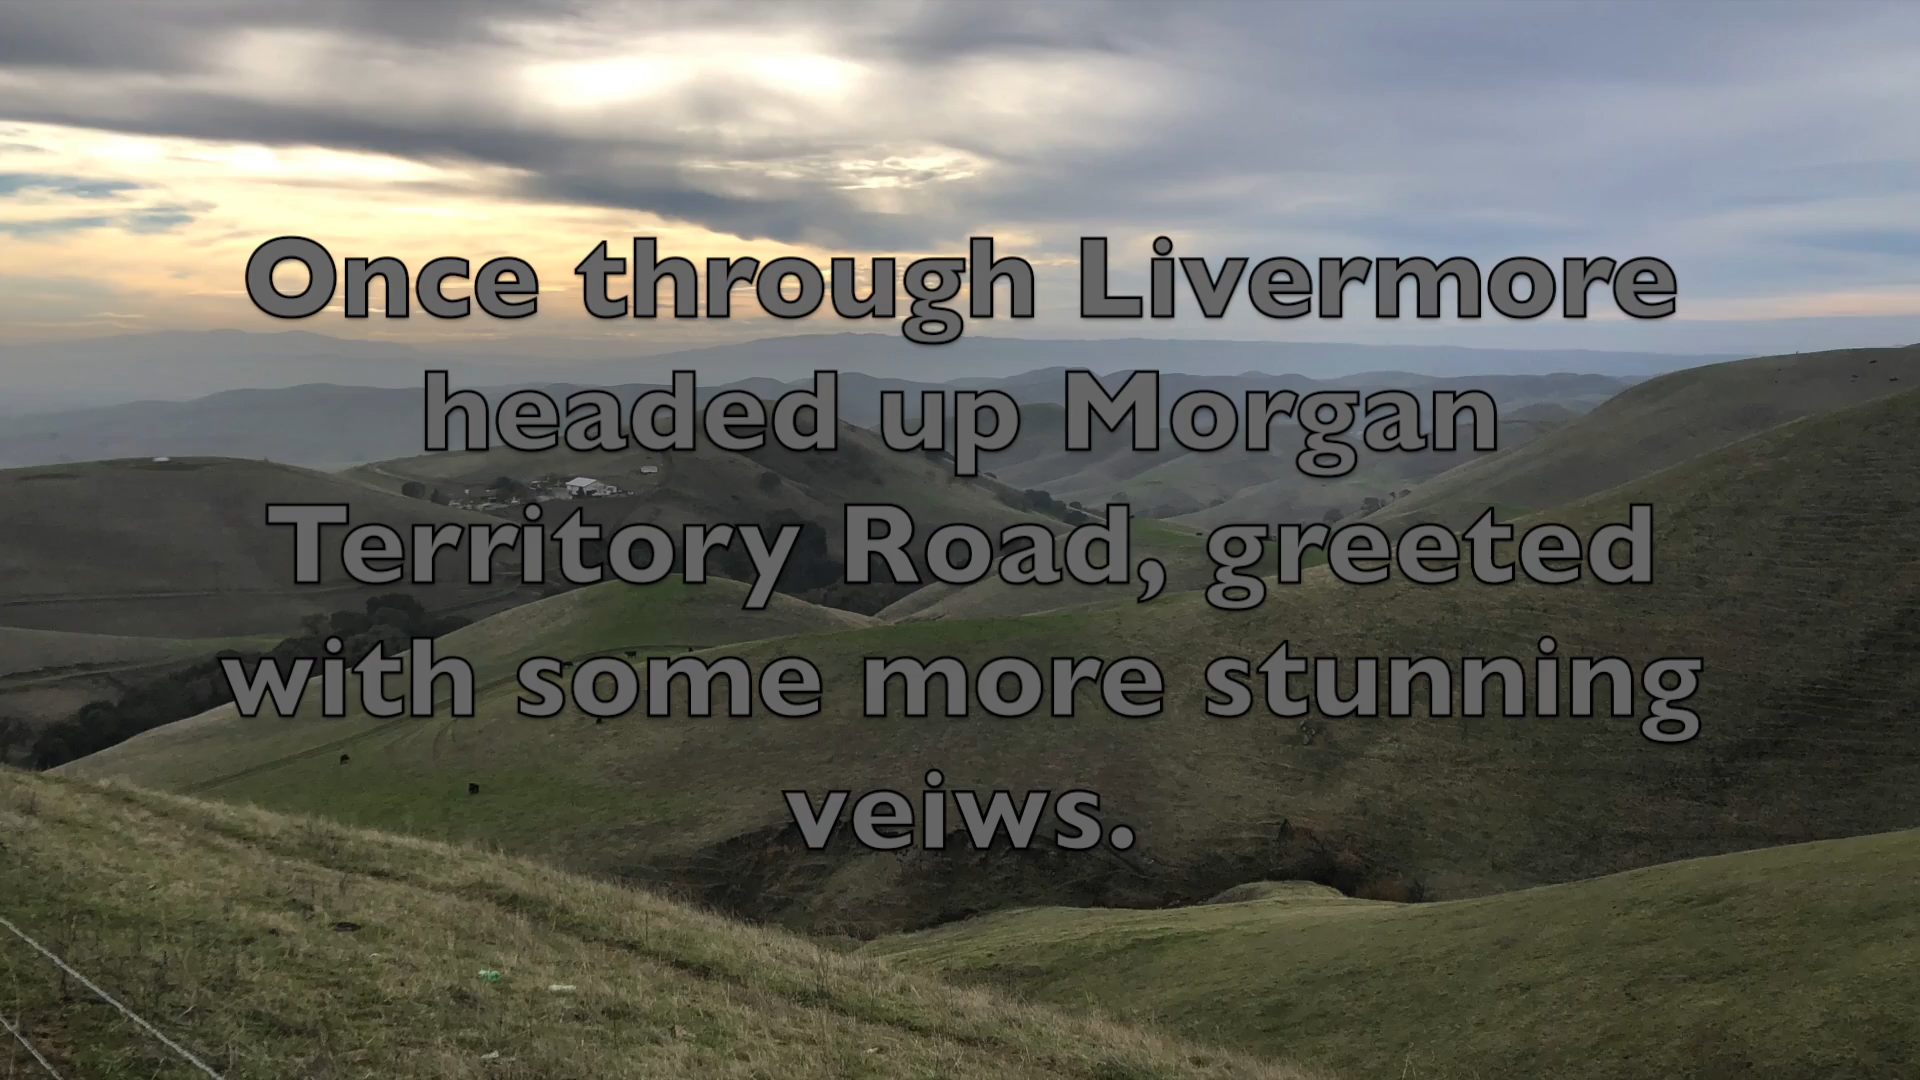 Once through Livermore
headed up Morgan
Territory Road, greeted
with some more stunning
veiws.